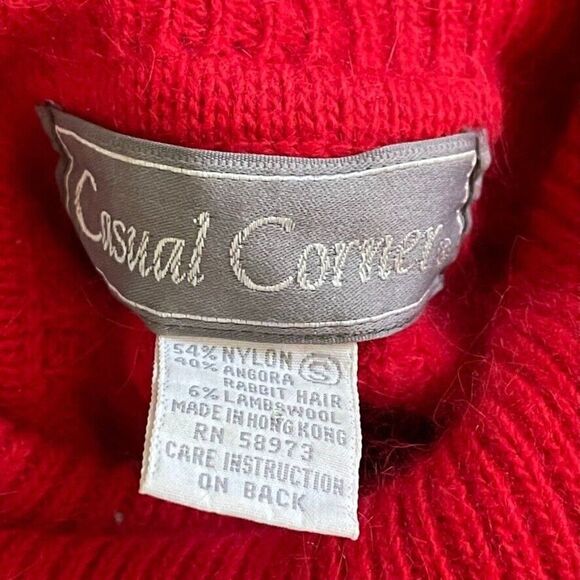 Casual Corner®
54% NYLON S
40% ANGORA
RABBIT HAIR
6% LAMBSWOOL
MADE IN HONG KONG
RN 58973
CARE INSTRUCTION
ON BACK